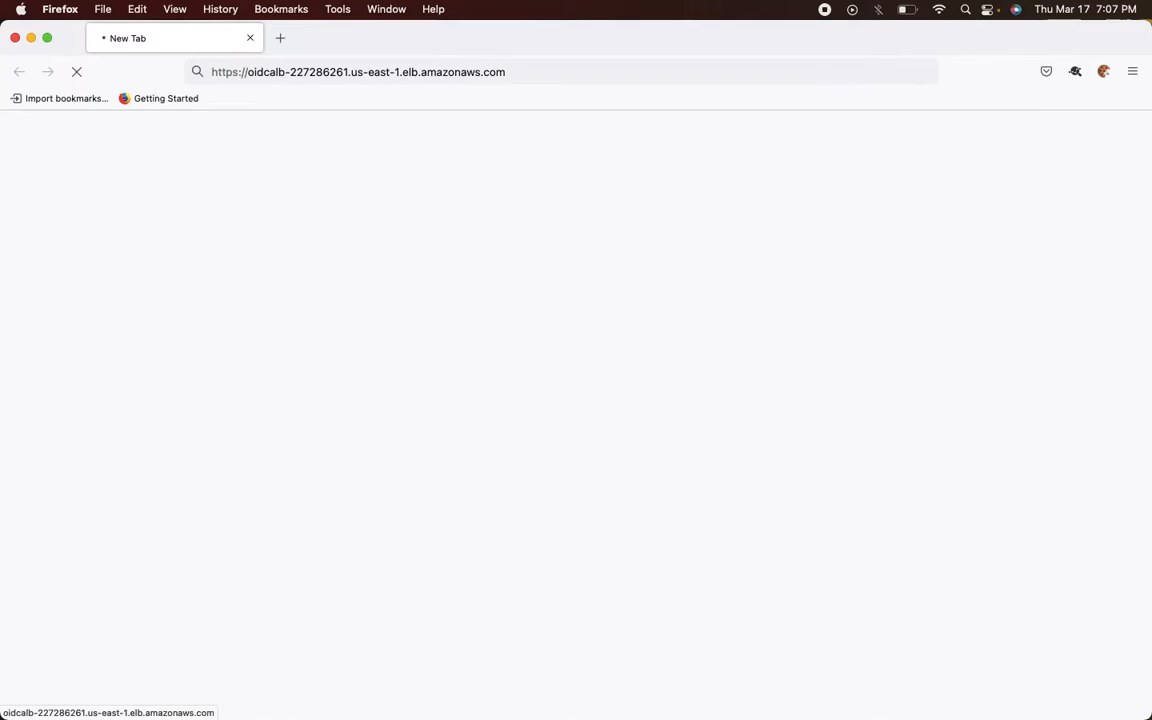 Firefox File Edit View History Bookmarks Tools Window Help Thu Mar 17 7:07 PM
New Tab
https://oidcalb-227286261.us-east-1.elb.amazonaws.com
Import bookmarks... Getting Started
oidcalb-227286261.us-east-1.elb.amazonaws.com